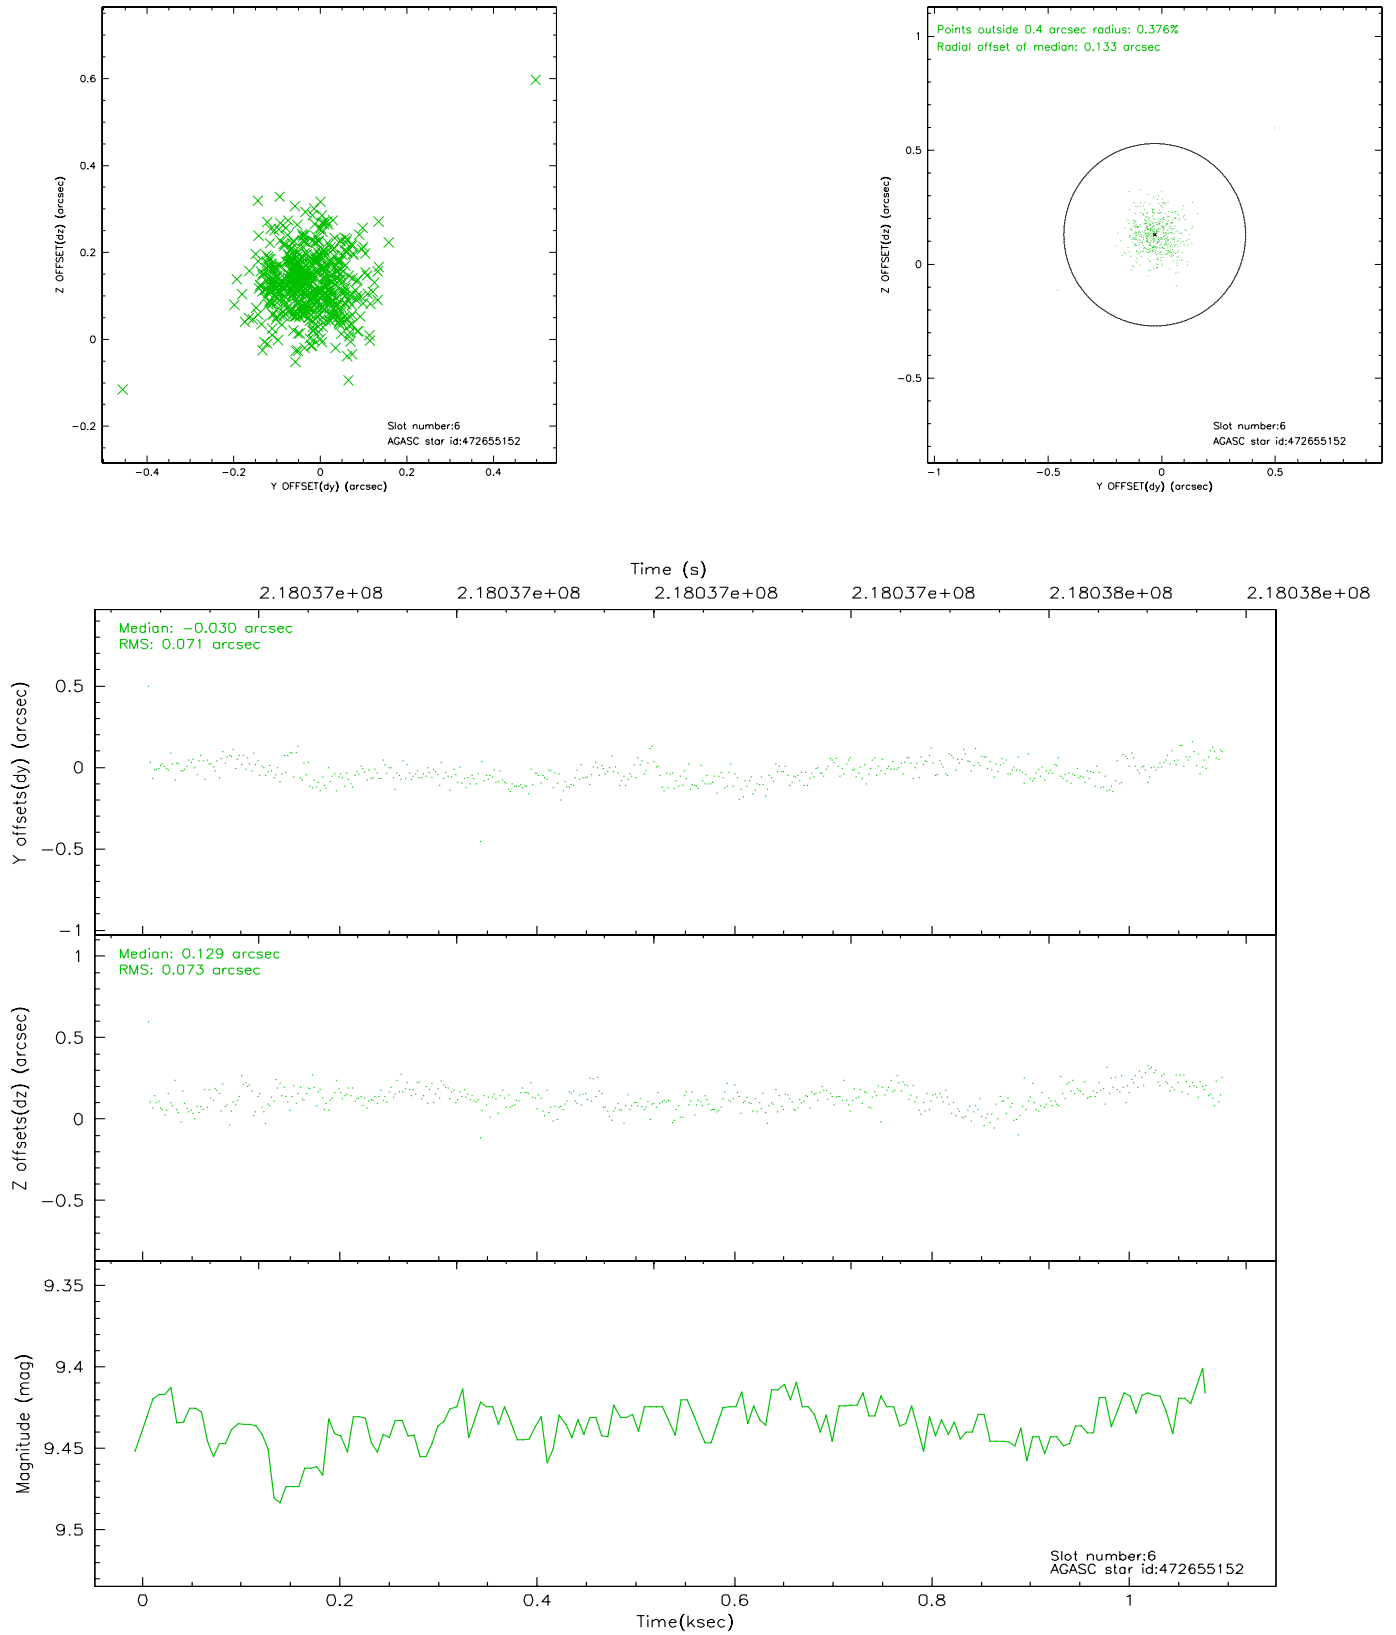 0.6
0.4
0.2
0
−0.2
Z OFFSET(dz) (arcsec)
−0.4
−0.2
0
0.2
0.4
Y OFFSET(dy) (arcsec)
Slot number:6
AGASC star id:472655152
Points outside 0.4 arcsec radius: 0.376%
Radial offset of median: 0.133 arcsec
1
0.5
0
−0.5
Z OFFSET(dz) (arcsec)
−1
−0.5
0
0.5
Y OFFSET(dy) (arcsec)
Slot number:6
AGASC star id:472655152
Time (s)
2.18037e+08
2.18037e+08
2.18037e+08
2.18037e+08
2.18038e+08
2.18038e+08
Median: −0.030 arcsec
RMS: 0.071 arcsec
0.5
0
−0.5
−1
Y offsets(dy) (arcsec)
Median: 0.129 arcsec
RMS: 0.073 arcsec
1
0.5
0
−0.5
Z offsets(dz) (arcsec)
9.35
9.4
9.45
9.5
Magnitude (mag)
Slot number:6
AGASC star id:472655152
0
0.2
0.4
0.6
0.8
1
Time(ksec)